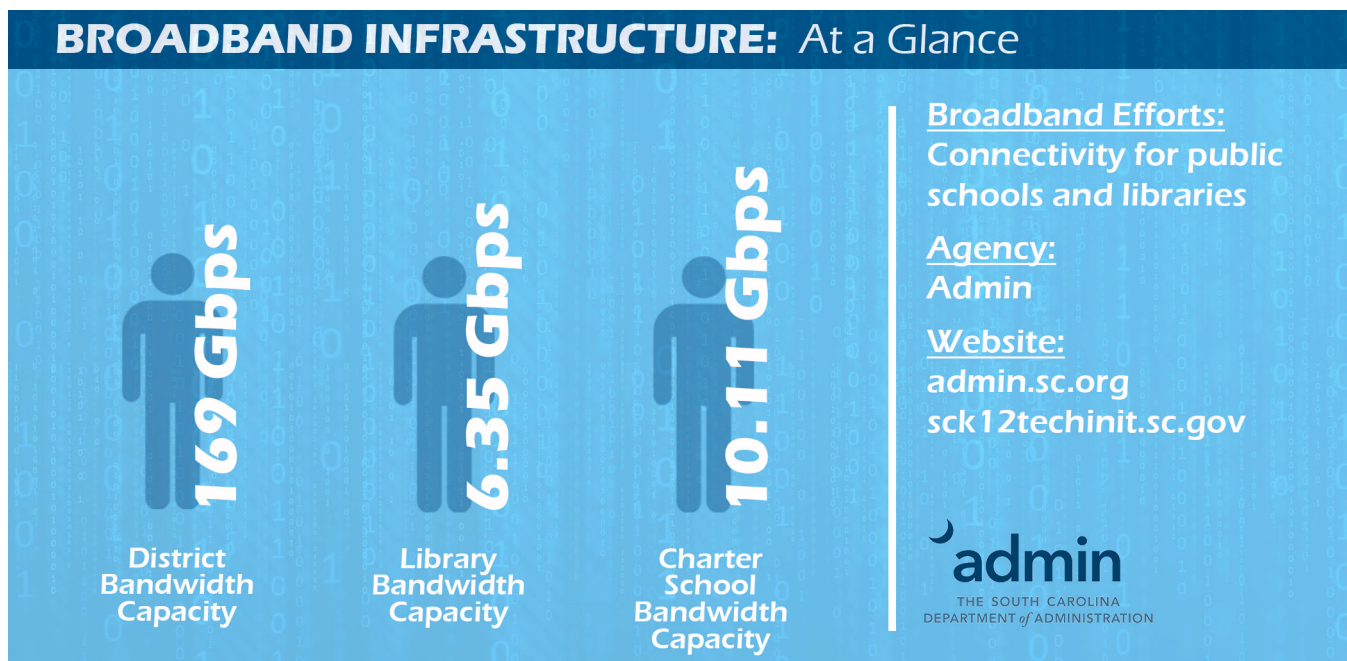 BROADBAND INFRASTRUCTURE: At a Glance
169 Gbps
District
Bandwidth
Capacity
6.35 Gbps
Library
Bandwidth
Capacity
10.11 Gbps
Charter
School
Bandwidth
Capacity
Broadband Efforts:
Connectivity for public
schools and libraries
Agency:
Admin
Website:
admin.sc.org
sck12techinit.sc.gov
admin
THE SOUTH CAROLINA
DEPARTMENT of ADMINISTRATION